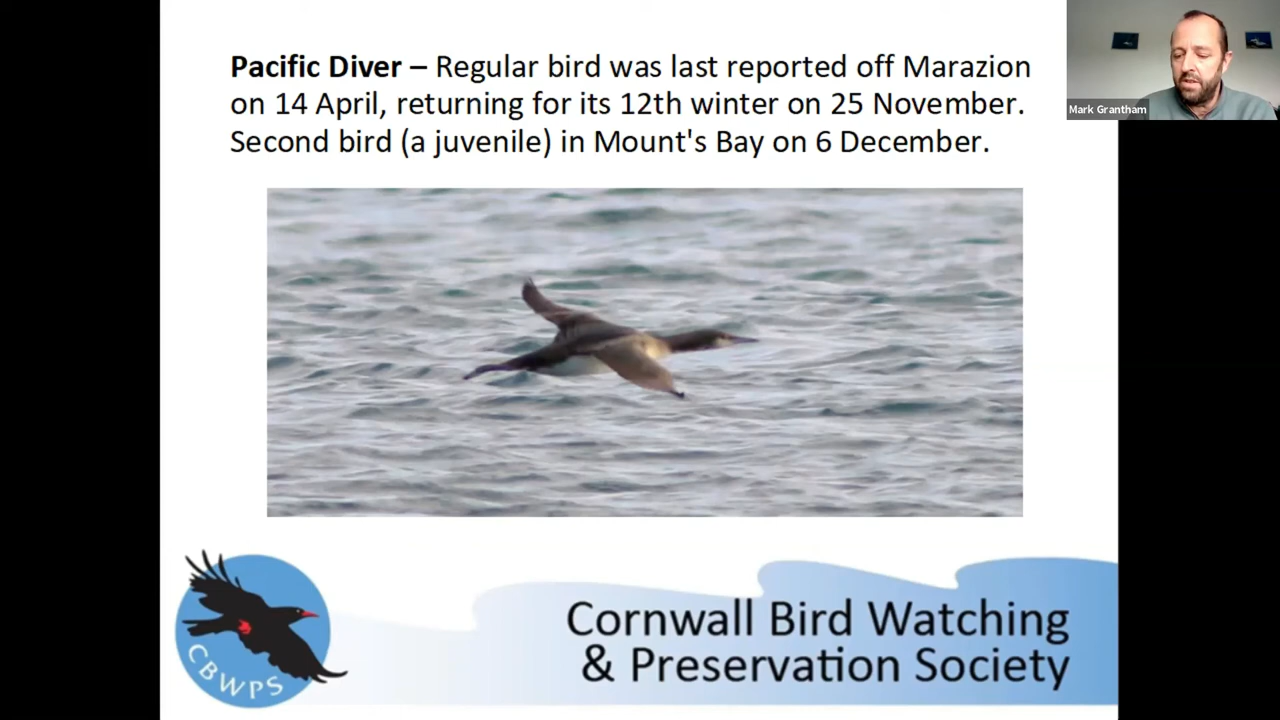 Pacific Diver – Regular bird was last reported off Marazion
on 14 April, returning for its 12th winter on 25 November.
Second bird (a juvenile) in Mount's Bay on 6 December.
Mark Grantham
CBWPS
Cornwall Bird Watching
& Preservation Society